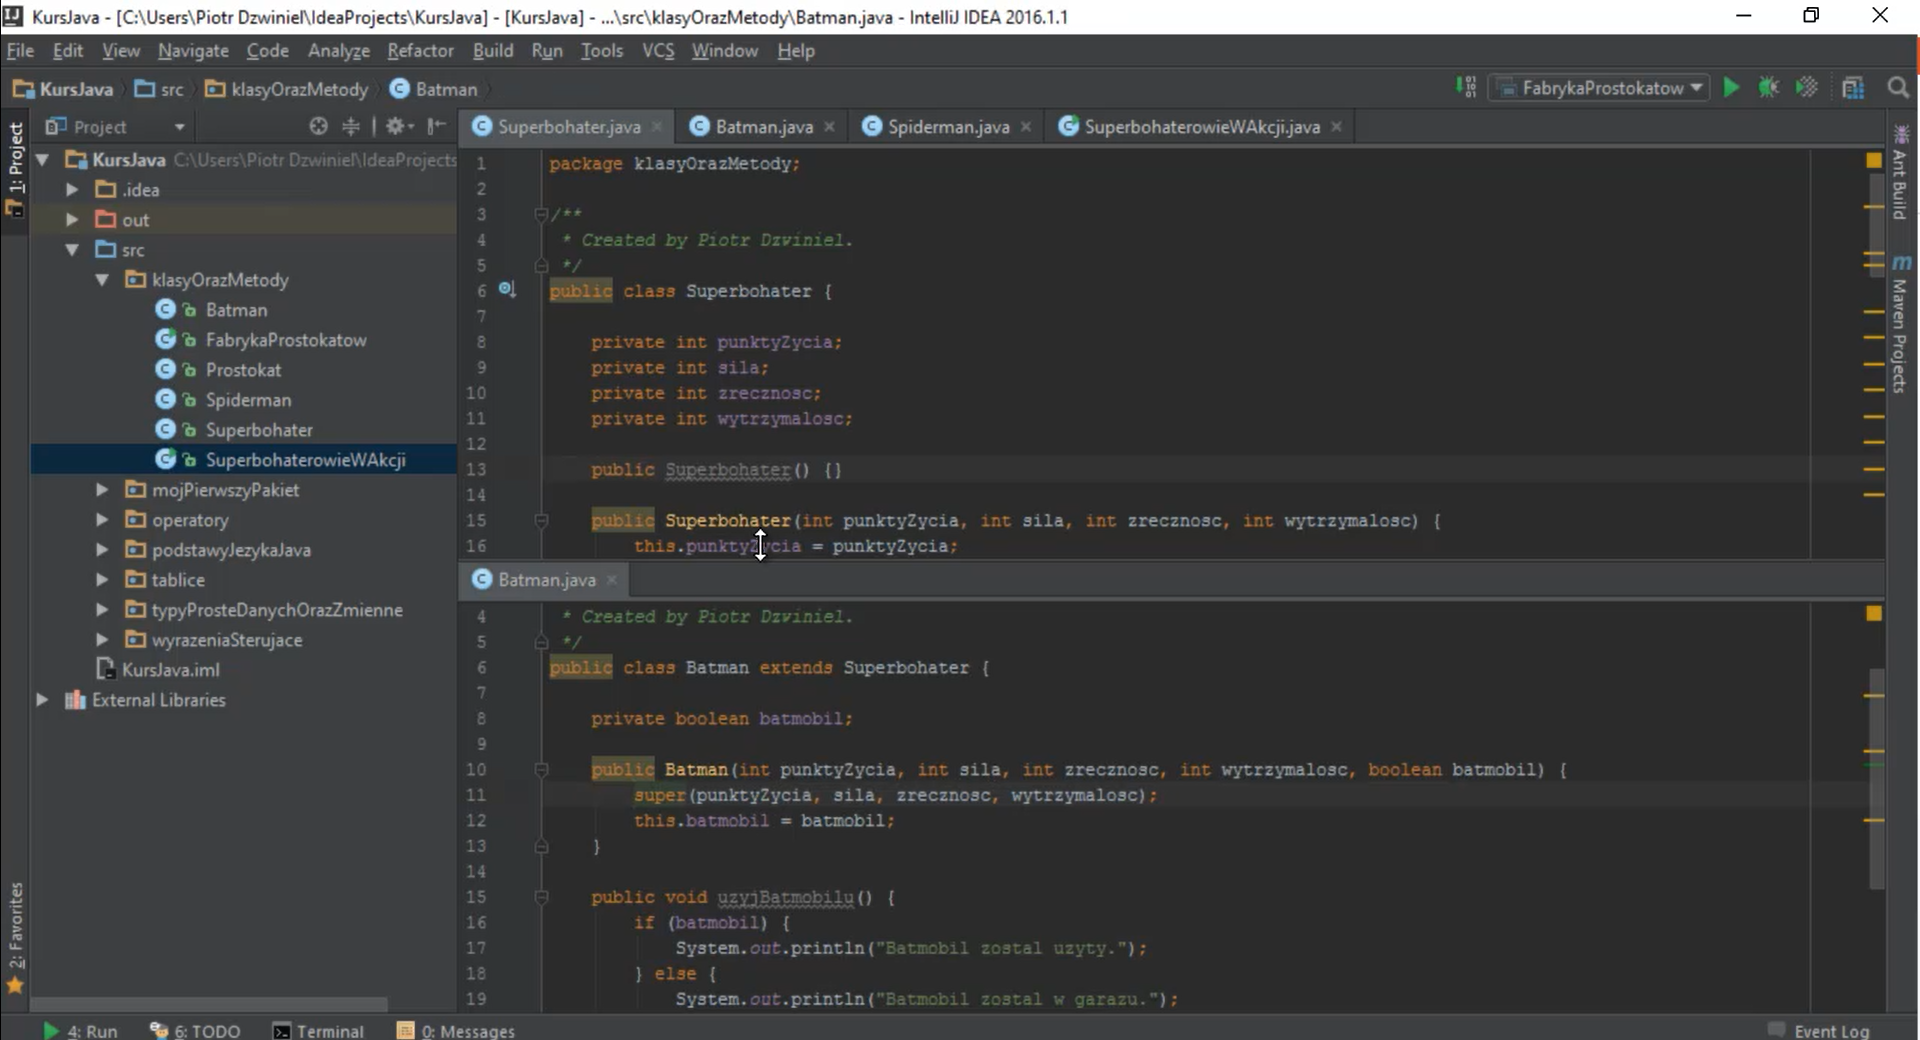 KursJava - [C:\Users\Piotr Dzwiniel\IdeaProjects\KursJava] - [KursJava] - ...\src\klasyOrazMetody\Batman.java - IntelliJ IDEA 2016.1.1
File Edit View Navigate Code Analyze Refactor Build Run Tools VCS Window Help
KursJava src klasyOrazMetody Batman
FabrykaProstokatow
1: Project
Project
KursJava C:\Users\Piotr Dzwiniel\IdeaProjects
.idea
out
src
klasyOrazMetody
Batman
FabrykaProstokatow
Prostokat
Spiderman
Superbohater
SuperbohaterowieWAkcji
mojPierwszyPakiet
operatory
podstawyJezykaJava
tablice
typyProsteDanychOrazZmienne
wyrazeniaSterujace
KursJava.iml
External Libraries
2: Favorites
Superbohater.java Batman.java Spiderman.java SuperbohaterowieWAkcji.java
1 package klasyOrazMetody;
2
3 /**
4 * Created by Piotr Dzwiniel.
5 */
6 public class Superbohater {
7
8 private int punktyZycia;
9 private int sila;
10 private int zrecznosc;
11 private int wytrzymalosc;
12
13 public Superbohater() {}
14
15 public Superbohater(int punktyZycia, int sila, int zrecznosc, int wytrzymalosc) {
16 this.punktyZycia = punktyZycia;
Batman.java
4 * Created by Piotr Dzwiniel.
5 */
6 public class Batman extends Superbohater {
7
8 private boolean batmobil;
9
10 public Batman(int punktyZycia, int sila, int zrecznosc, int wytrzymalosc, boolean batmobil) {
11 super(punktyZycia, sila, zrecznosc, wytrzymalosc);
12 this.batmobil = batmobil;
13 }
14
15 public void uzyjBatmobilu() {
16 if (batmobil) {
17 System.out.println("Batmobil zostal uzyty.");
18 } else {
19 System.out.println("Batmobil zostal w garazu.");
Ant Build
m Maven Projects
4: Run 6: TODO Terminal 0: Messages Event Log